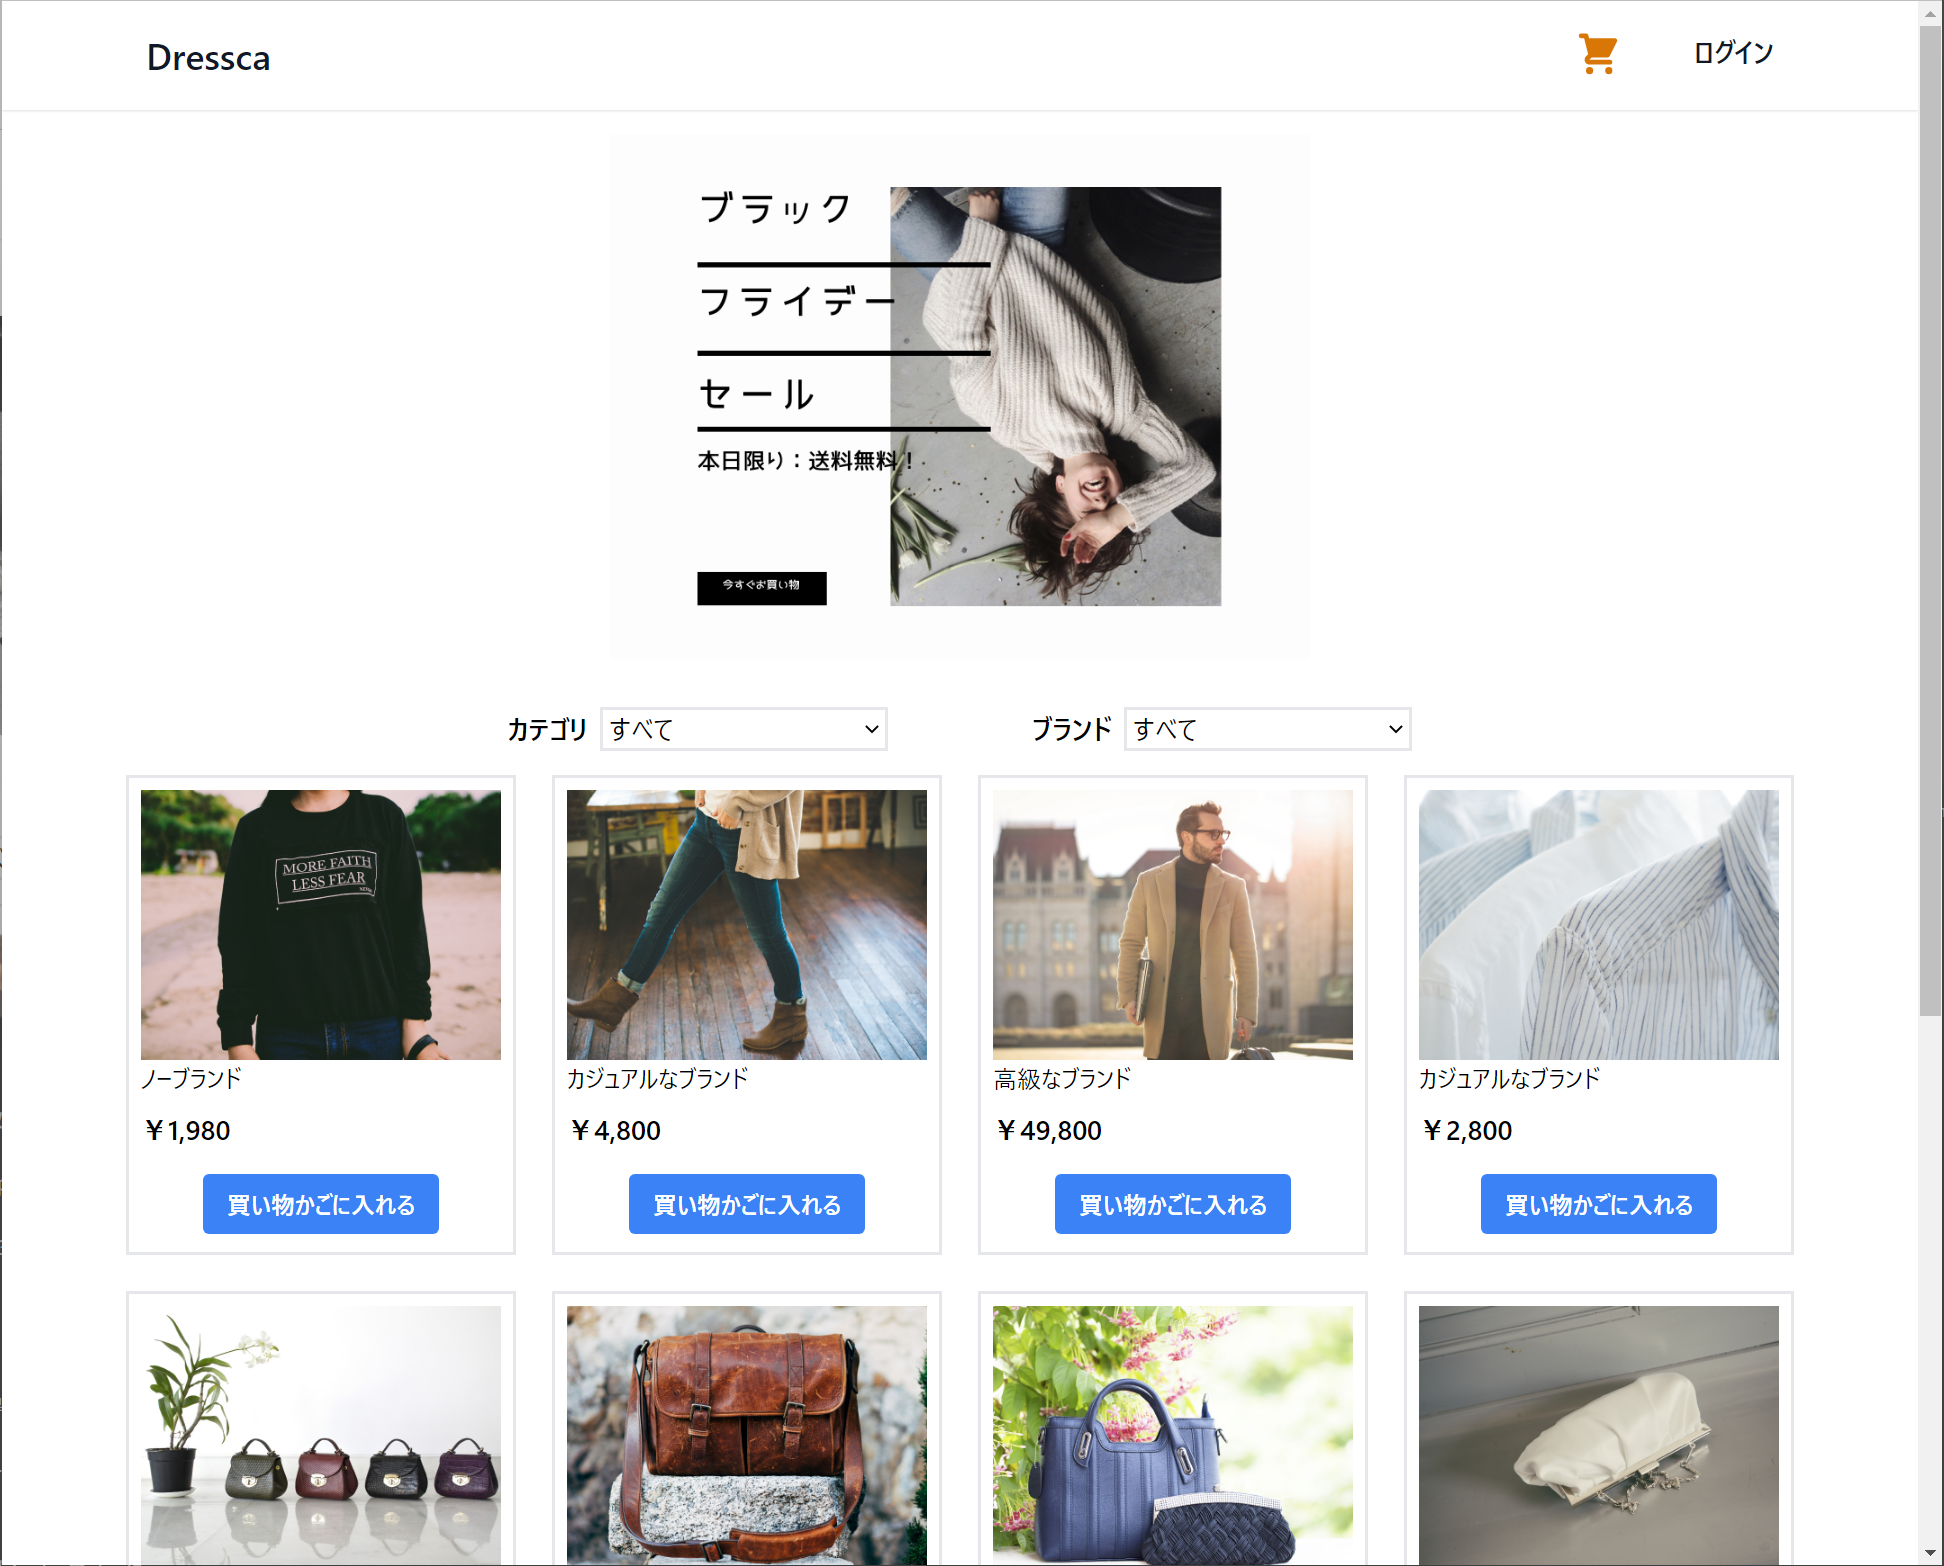 Dressca
ログイン
ブラック
フライデー
セール
本日限り：送料無料！
今すぐお買い物
カテゴリ すべて ブランド すべて
MORE FAITH
LESS FEAR
ノーブランド
￥1,980
買い物かごに入れる
カジュアルなブランド
￥4,800
買い物かごに入れる
高級なブランド
￥49,800
買い物かごに入れる
カジュアルなブランド
￥2,800
買い物かごに入れる